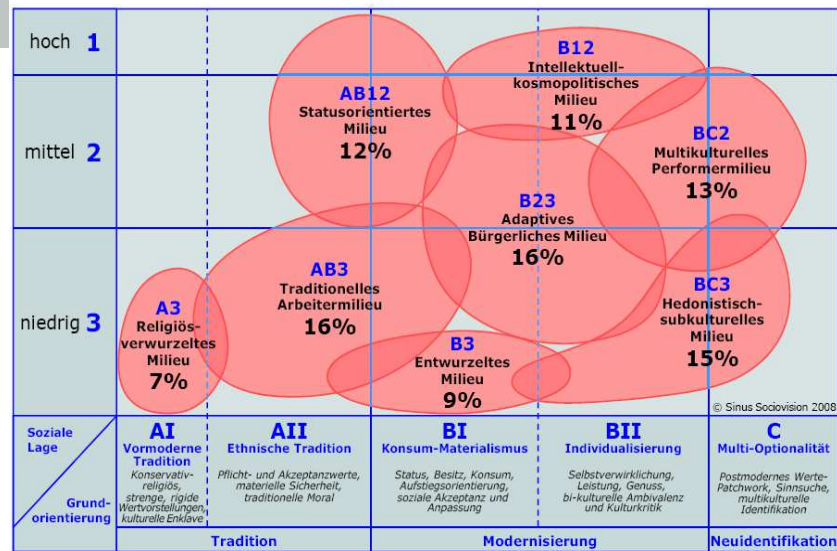 hoch 1
mittel 2
niedrig 3
AB12
Statusorientiertes
Milieu
12%
B12
Intellektuell-
kosmopolitisches
Milieu
11%
BC2
Multikulturelles
Performermilieu
13%
B23
Adaptives
Bürgerliches Milieu
16%
A3
Religiös-
verwurzeltes
Milieu
7%
AB3
Traditionelles
Arbeitermilieu
16%
B3
Entwurzeltes
Milieu
9%
BC3
Hedonistisch-
subkulturelles
Milieu
15%
© Sinus Sociovision 2008
Soziale
Lage
Grund-
orientierung
AI
Vormoderne
Tradition
Konservativ-
religiös,
strenge, rigide
Wertvorstellungen,
kulturelle Enklave
AII
Ethnische Tradition
Pflicht- und Akzeptanzwerte,
materielle Sicherheit,
traditionelle Moral
BI
Konsum-Materialismus
Status, Besitz, Konsum,
Aufstiegsorientierung,
soziale Akzeptanz und
Anpassung
BII
Individualisierung
Selbstverwirklichung,
Leistung, Genuss,
bi-kulturelle Ambivalenz
und Kulturkritik
C
Multi-Optionalität
Postmodernes Werte-
Patchwork, Sinnsuche,
multikulturelle
Identifikation
Tradition
Modernisierung
Neuidentifikation